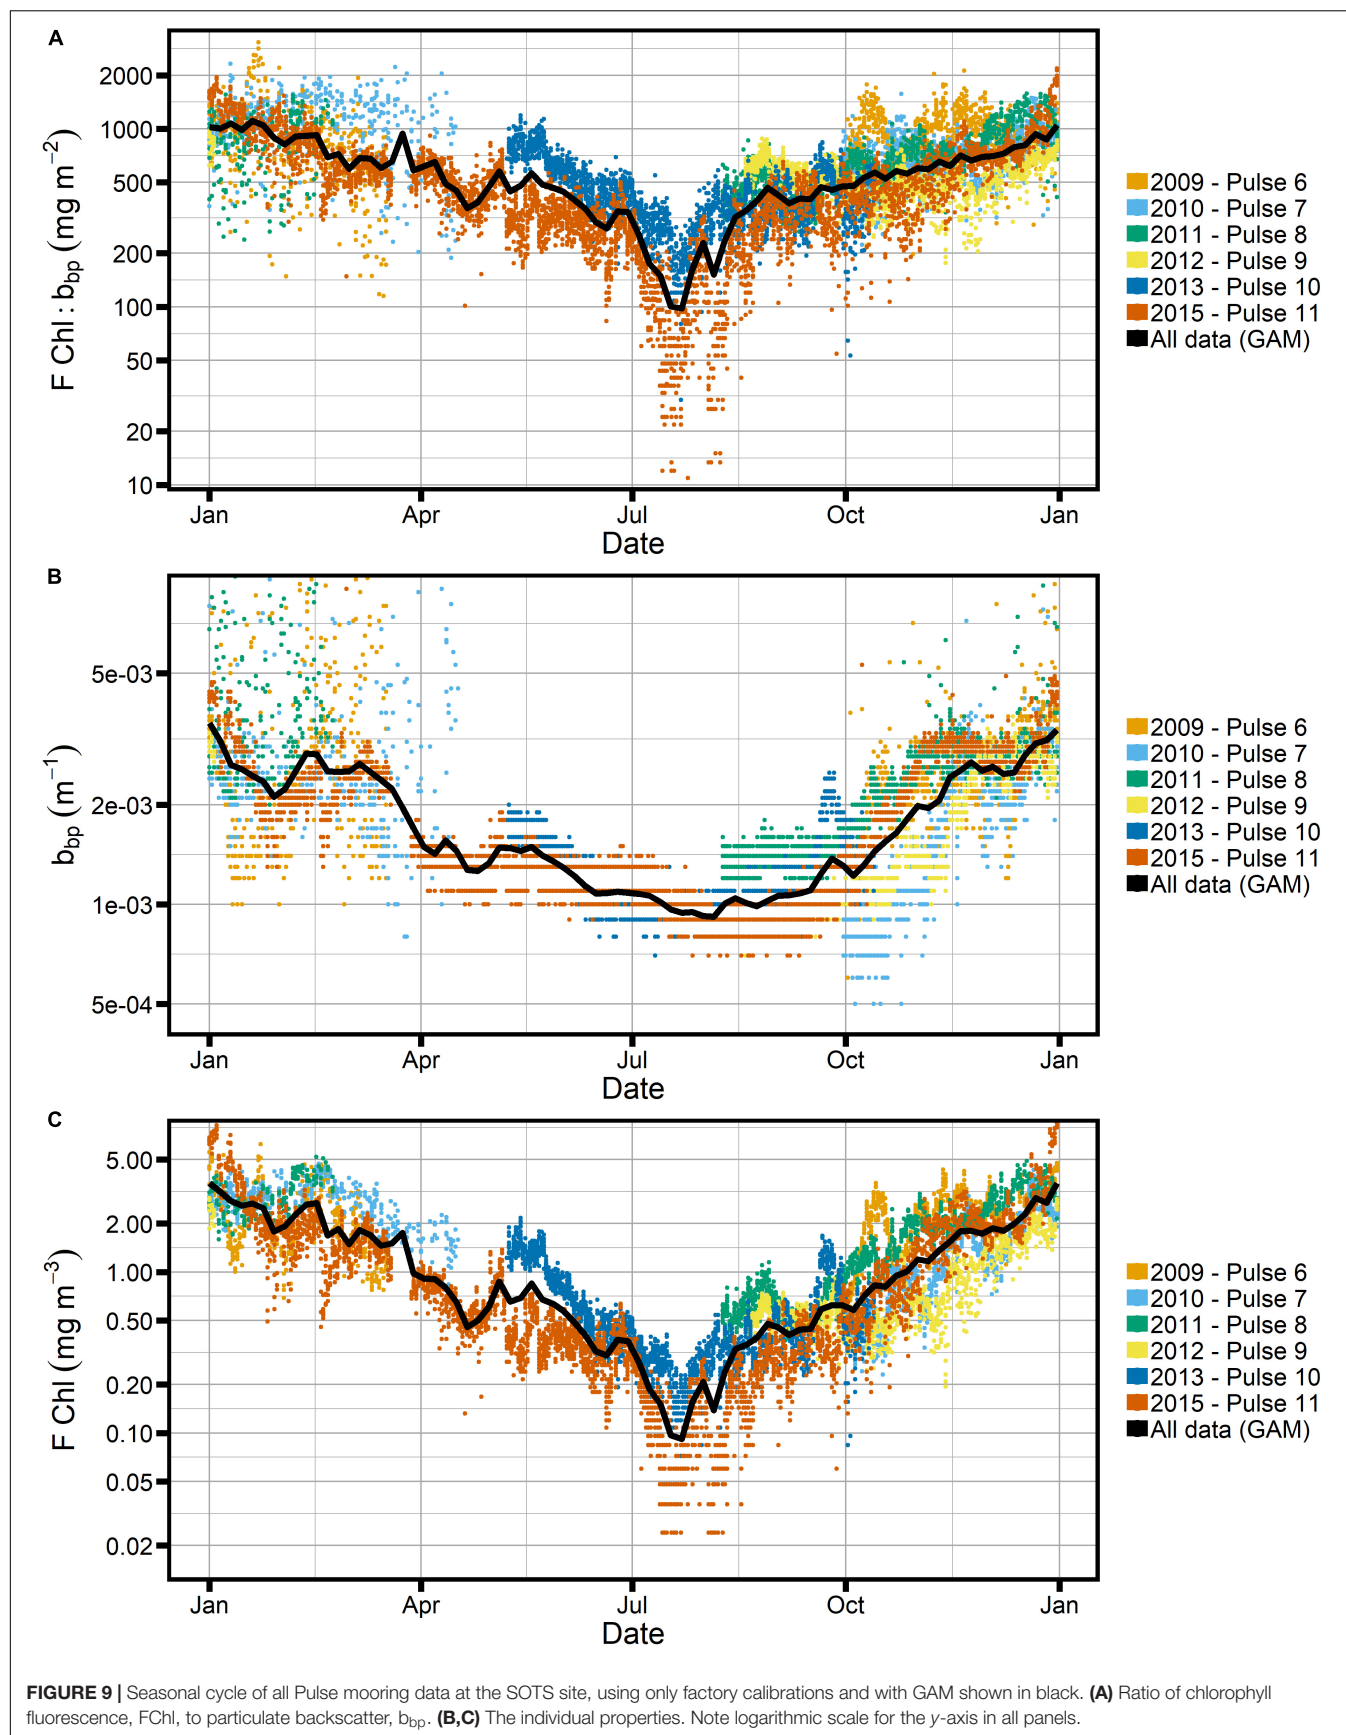 A
F Chl : bbp (mg m−2)
2000
1000
500
200
100
50
20
10
Jan
Apr
Jul
Oct
Jan
Date
2009 - Pulse 6
2010 - Pulse 7
2011 - Pulse 8
2012 - Pulse 9
2013 - Pulse 10
2015 - Pulse 11
All data (GAM)
B
bbp (m−1)
5e-03
2e-03
1e-03
5e-04
Jan
Apr
Jul
Oct
Jan
Date
2009 - Pulse 6
2010 - Pulse 7
2011 - Pulse 8
2012 - Pulse 9
2013 - Pulse 10
2015 - Pulse 11
All data (GAM)
C
F Chl (mg m−3)
5.00
2.00
1.00
0.50
0.20
0.10
0.05
0.02
Jan
Apr
Jul
Oct
Jan
Date
2009 - Pulse 6
2010 - Pulse 7
2011 - Pulse 8
2012 - Pulse 9
2013 - Pulse 10
2015 - Pulse 11
All data (GAM)
FIGURE 9 | Seasonal cycle of all Pulse mooring data at the SOTS site, using only factory calibrations and with GAM shown in black. (A) Ratio of chlorophyll
fluorescence, FChl, to particulate backscatter, bbp. (B,C) The individual properties. Note logarithmic scale for the y-axis in all panels.